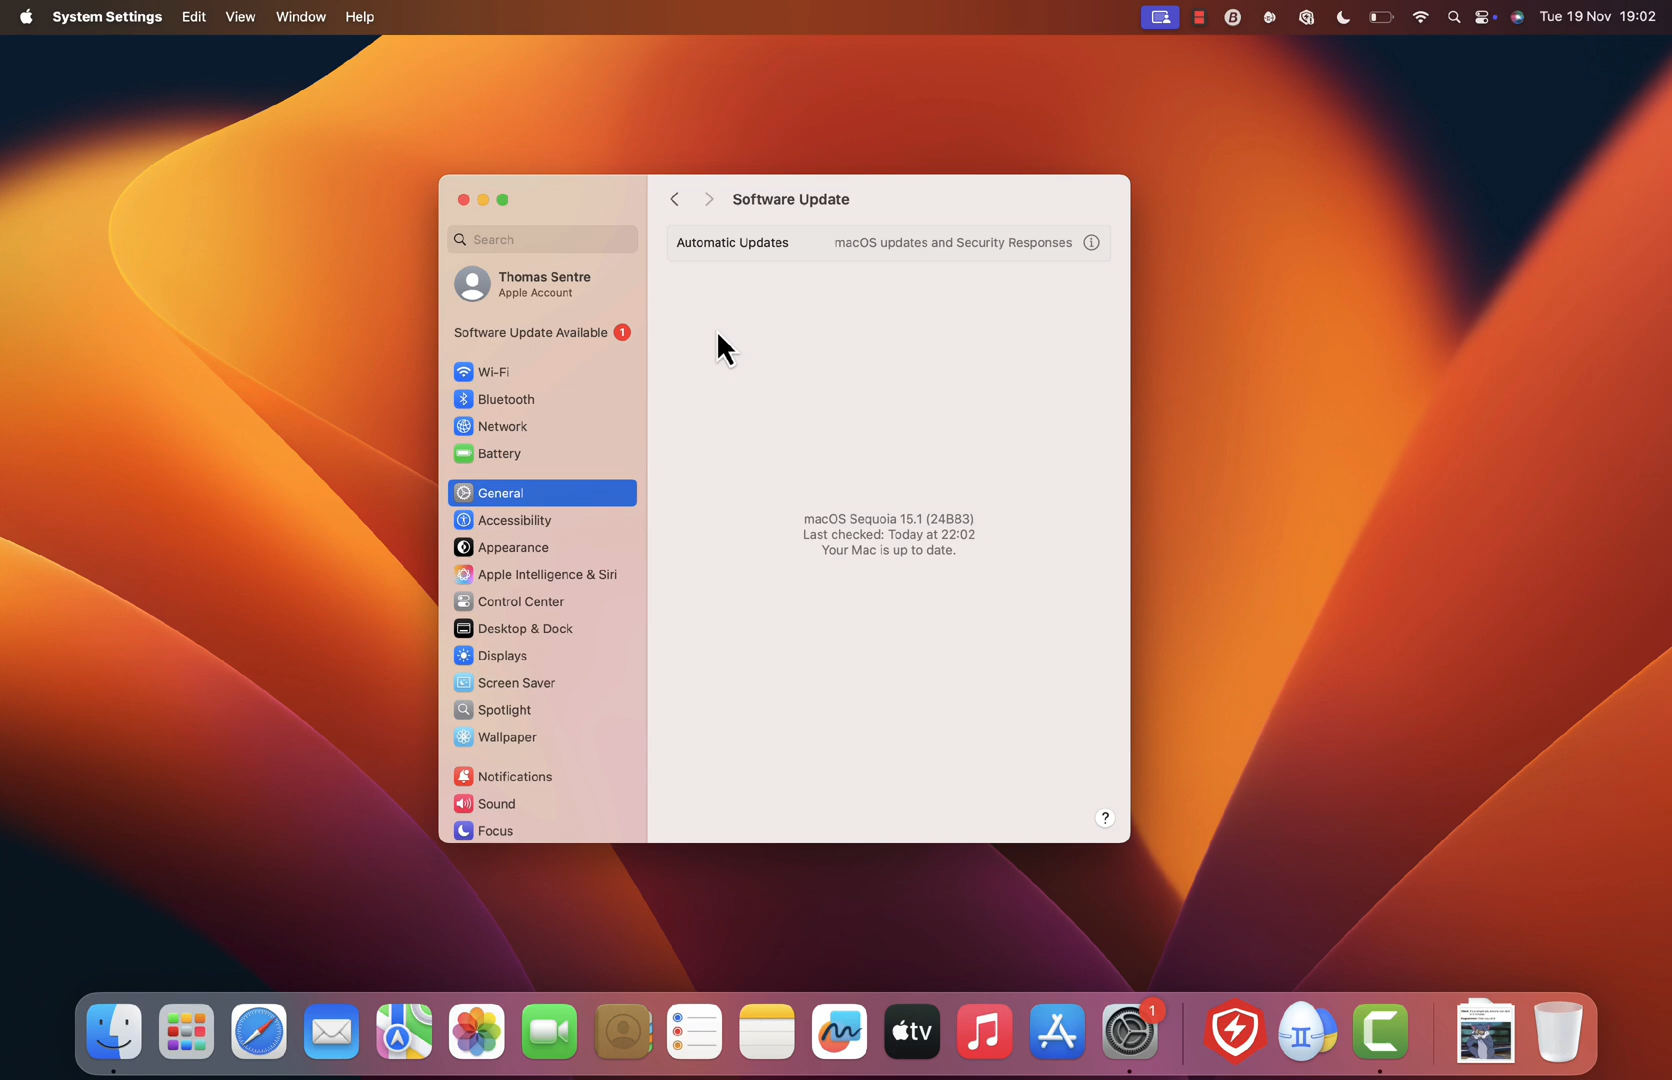 System Settings Edit View Window Help
Tue 19 Nov 19:02
Software Update
Search
Automatic Updates macOS updates and Security Responses
Thomas Sentre
Apple Account
Software Update Available 1
Wi-Fi
Bluetooth
Network
Battery
General
Accessibility
Appearance
Apple Intelligence & Siri
Control Center
Desktop & Dock
Displays
Screen Saver
Spotlight
Wallpaper
Notifications
Sound
Focus
macOS Sequoia 15.1 (24B83)
Last checked: Today at 22:02
Your Mac is up to date.
?
tv
1